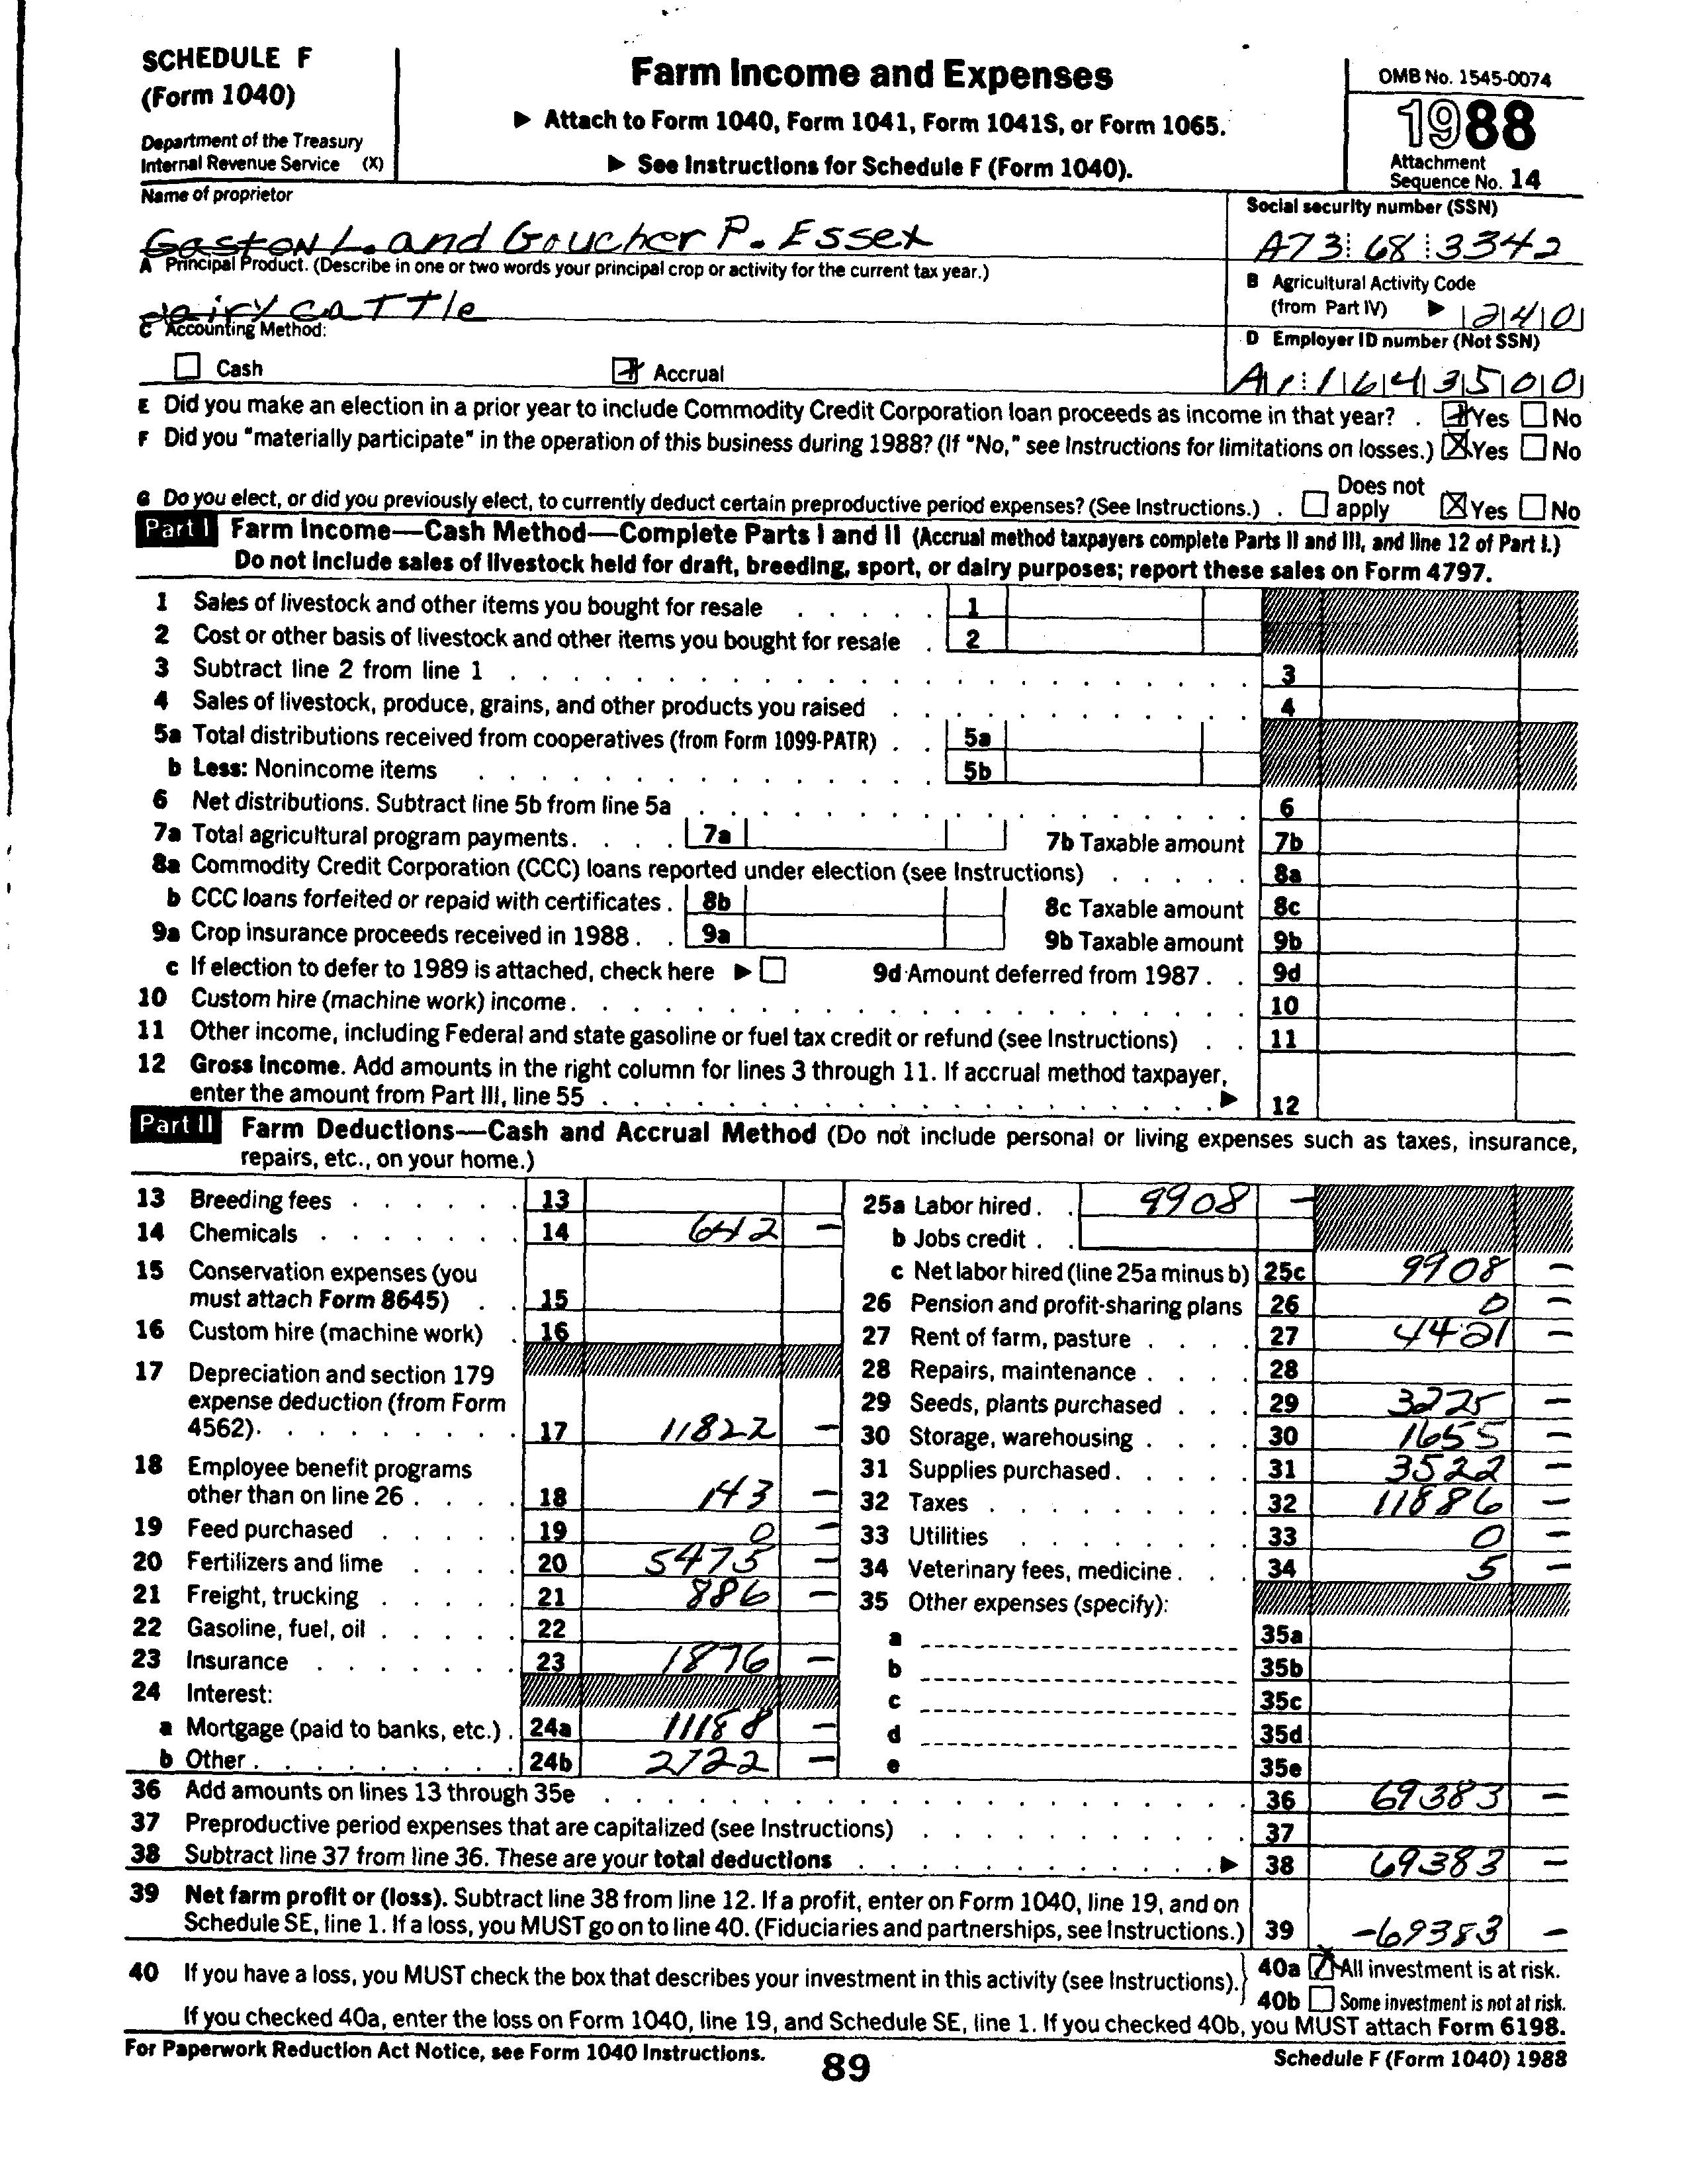 SCHEDULE F
(Form 1040)
Department of the Treasury
Internal Revenue Service (X)
Farm Income and Expenses
▶ Attach to Form 1040, Form 1041, Form 1041S, or Form 1065.
▶ See Instructions for Schedule F (Form 1040).
OMB No. 1545-0074
1988
Attachment
Sequence No. 14
Name of proprietor
Gaston L. and Goucher P. Essex
Social security number (SSN)
A73 68 3342
A Principal Product. (Describe in one or two words your principal crop or activity for the current tax year.)
dairy cattle
B Agricultural Activity Code
(from Part IV) ▶ 240
C Accounting Method:
Cash
Accrual
D Employer ID number (Not SSN)
A1 1643500
E Did you make an election in a prior year to include Commodity Credit Corporation loan proceeds as income in that year? . Yes No
F Did you "materially participate" in the operation of this business during 1988? (If "No," see Instructions for limitations on losses.) Yes No
G Do you elect, or did you previously elect, to currently deduct certain preproductive period expenses? (See Instructions.) . Does not apply Yes No
Part I Farm Income—Cash Method—Complete Parts I and II (Accrual method taxpayers complete Parts II and III, and line 12 of Part I.)
Do not include sales of livestock held for draft, breeding, sport, or dairy purposes; report these sales on Form 4797.
1 Sales of livestock and other items you bought for resale 1
2 Cost or other basis of livestock and other items you bought for resale 2
3 Subtract line 2 from line 1 3
4 Sales of livestock, produce, grains, and other products you raised 4
5a Total distributions received from cooperatives (from Form 1099-PATR) 5a
b Less: Nonincome items 5b
6 Net distributions. Subtract line 5b from line 5a 6
7a Total agricultural program payments. 7a 7b Taxable amount 7b
8a Commodity Credit Corporation (CCC) loans reported under election (see Instructions) 8a
b CCC loans forfeited or repaid with certificates. 8b 8c Taxable amount 8c
9a Crop insurance proceeds received in 1988. 9a 9b Taxable amount 9b
c If election to defer to 1989 is attached, check here ▶ 9d Amount deferred from 1987. 9d
10 Custom hire (machine work) income. 10
11 Other income, including Federal and state gasoline or fuel tax credit or refund (see Instructions) 11
12 Gross Income. Add amounts in the right column for lines 3 through 11. If accrual method taxpayer,
enter the amount from Part III, line 55 ▶ 12
Part II Farm Deductions—Cash and Accrual Method (Do not include personal or living expenses such as taxes, insurance,
repairs, etc., on your home.)
13 Breeding fees 13
14 Chemicals 14 642 —
15 Conservation expenses (you
must attach Form 8645) 15
16 Custom hire (machine work) 16
17 Depreciation and section 179
expense deduction (from Form
4562). 17 11822 —
18 Employee benefit programs
other than on line 26 18 143 —
19 Feed purchased 19 0 —
20 Fertilizers and lime 20 5475 —
21 Freight, trucking 21 886 —
22 Gasoline, fuel, oil 22
23 Insurance 23 1876 —
24 Interest:
a Mortgage (paid to banks, etc.) 24a 11188 —
b Other 24b 2722 —
25a Labor hired 9908 —
b Jobs credit
c Net labor hired (line 25a minus b) 25c 9908 —
26 Pension and profit-sharing plans 26 0 —
27 Rent of farm, pasture 27 4421 —
28 Repairs, maintenance 28
29 Seeds, plants purchased 29 3225 —
30 Storage, warehousing 30 1655 —
31 Supplies purchased 31 3522 —
32 Taxes 32 11886 —
33 Utilities 33 0 —
34 Veterinary fees, medicine 34 5 —
35 Other expenses (specify):
a 35a
b 35b
c 35c
d 35d
e 35e
36 Add amounts on lines 13 through 35e 36 69383 —
37 Preproductive period expenses that are capitalized (see Instructions) 37
38 Subtract line 37 from line 36. These are your total deductions ▶ 38 69383 —
39 Net farm profit or (loss). Subtract line 38 from line 12. If a profit, enter on Form 1040, line 19, and on
Schedule SE, line 1. If a loss, you MUST go on to line 40. (Fiduciaries and partnerships, see Instructions.) 39 -69383 —
40 If you have a loss, you MUST check the box that describes your investment in this activity (see Instructions). 40a All investment is at risk.
40b Some investment is not at risk.
If you checked 40a, enter the loss on Form 1040, line 19, and Schedule SE, line 1. If you checked 40b, you MUST attach Form 6198.
For Paperwork Reduction Act Notice, see Form 1040 Instructions.
89
Schedule F (Form 1040) 1988